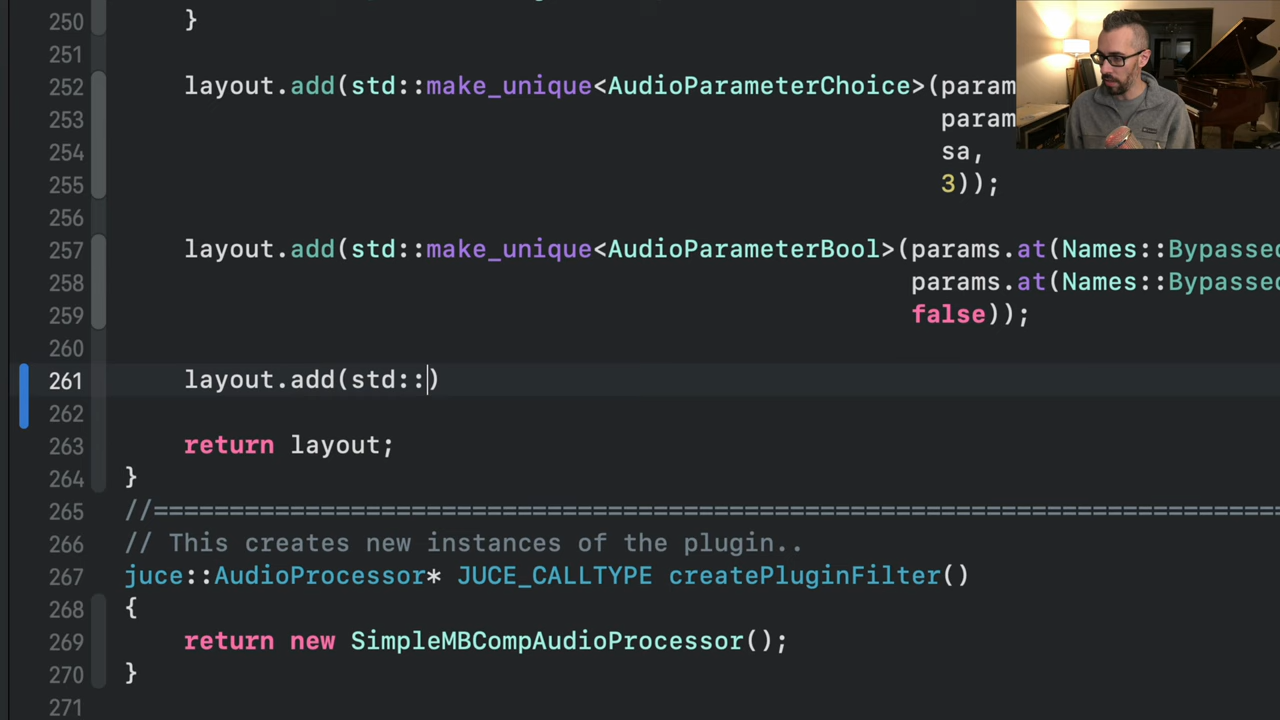 250 }
251
252 layout.add(std::make_unique<AudioParameterChoice>(param
253 param
254 sa,
255 3));
256
257 layout.add(std::make_unique<AudioParameterBool>(params.at(Names::Bypassed
258 params.at(Names::Bypassed
259 false));
260
261 layout.add(std::)
262
263 return layout;
264 }
265 //==============================================================================
266 // This creates new instances of the plugin..
267 juce::AudioProcessor* JUCE_CALLTYPE createPluginFilter()
268 {
269 return new SimpleMBCompAudioProcessor();
270 }
271